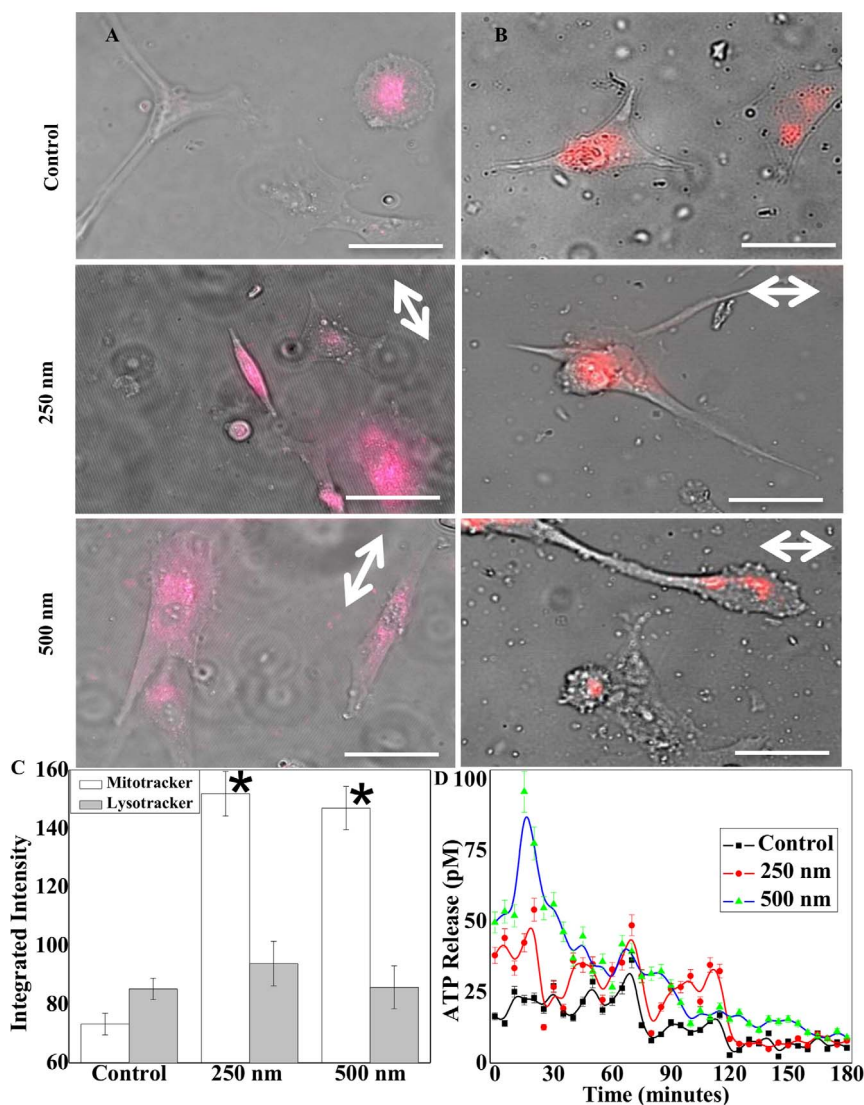 A
B
Control
250 nm
500 nm
C
160
140
120
100
80
60
Integrated Intensity
Mitotracker
Lysotracker
*
*
Control
250 nm
500 nm
D
100
75
50
25
0
ATP Release (pM)
Control
250 nm
500 nm
0
30
60
90
120
150
180
Time (minutes)